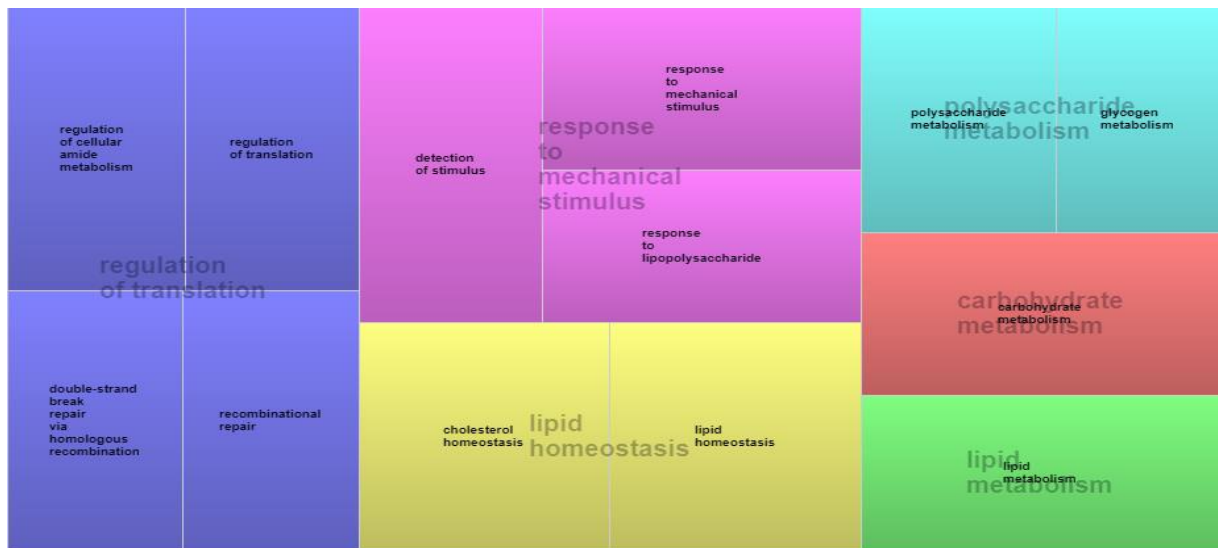 regulation
of cellular
amide
metabolism
regulation
of translation
regulation
of translation
double-strand
break
repair
via
homologous
recombination
recombinational
repair
detection
of stimulus
response
to
mechanical
stimulus
response
to
mechanical
stimulus
response
to
lipopolysaccharide
cholesterol
homeostasis
lipid
homeostasis
lipid
homeostasis
polysaccharide
metabolism
polysaccharide
metabolism
glycogen
metabolism
carbohydrate
metabolism
carbohydrate
metabolism
lipid
metabolism
lipid
metabolism